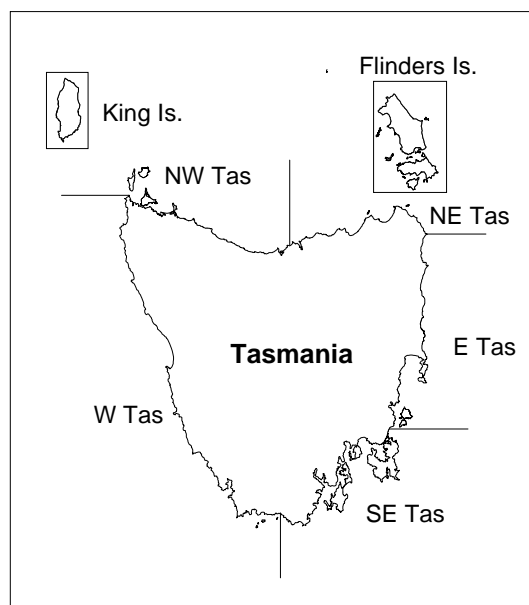 Flinders Is.
King Is.
NW Tas
NE Tas
E Tas
Tasmania
W Tas
SE Tas